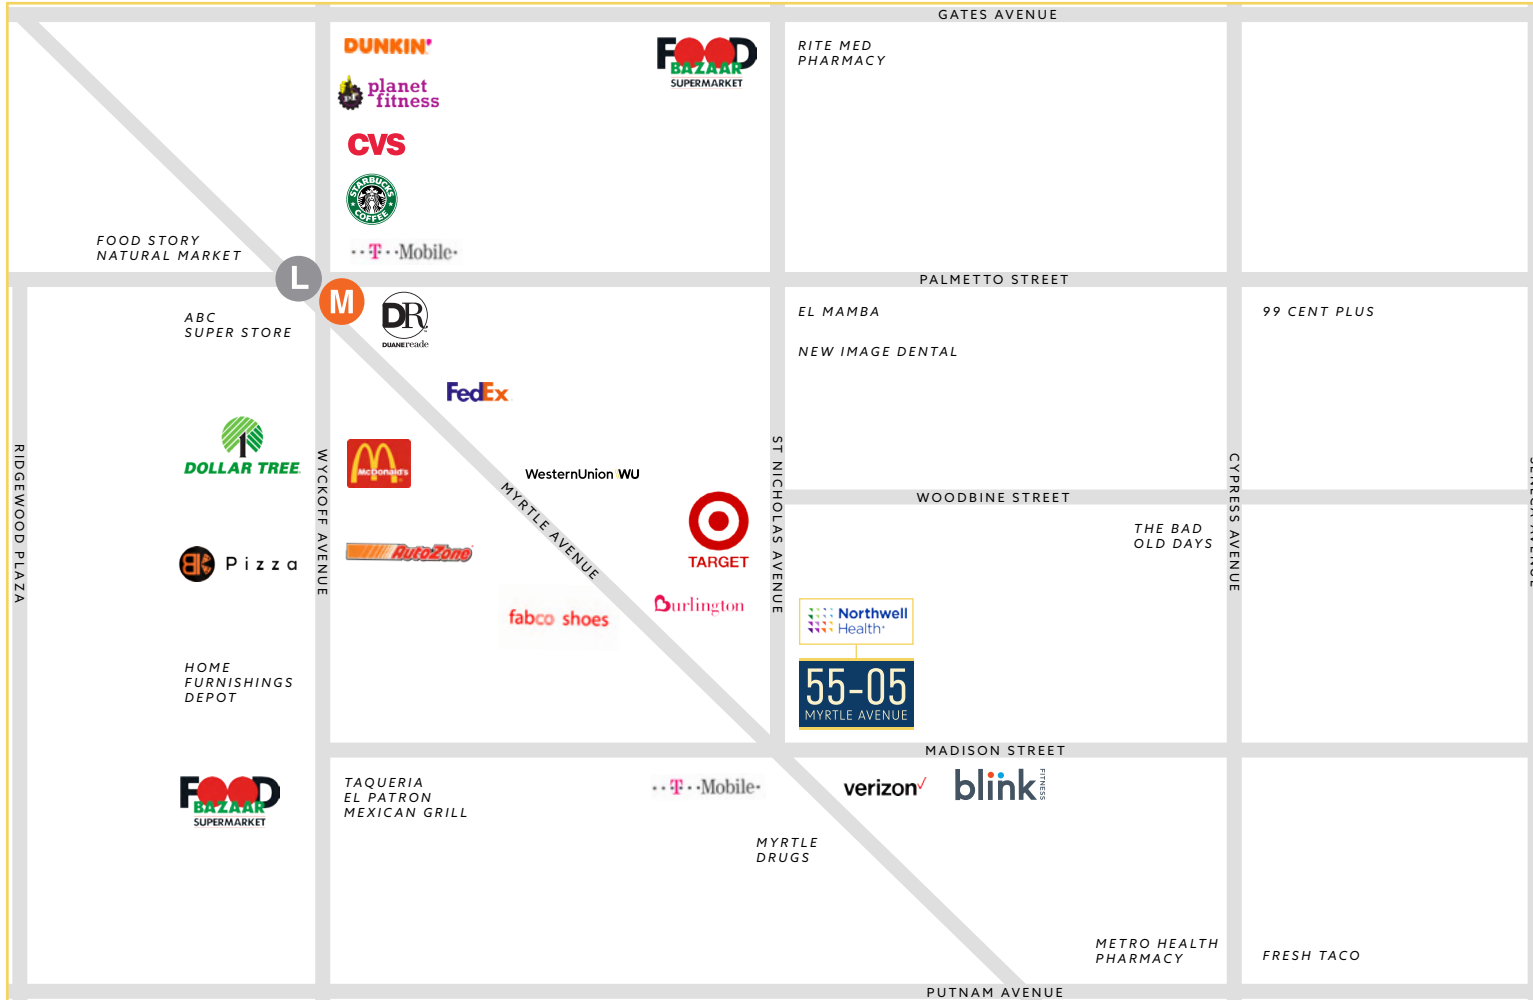 GATES AVENUE
DUNKIN'
FOOD
BAZAAR
SUPERMARKET
RITE MED
PHARMACY
planet
fitness
CVS
STARBUCKS
COFFEE
FOOD STORY
NATURAL MARKET
T Mobile
L
M
PALMETTO STREET
ABC
SUPER STORE
DR
DUANEreade
EL MAMBA
99 CENT PLUS
NEW IMAGE DENTAL
FedEx
DOLLAR TREE
McDonald's
WesternUnion WU
RIDGEWOOD PLAZA
WYCKOFF AVENUE
MYRTLE AVENUE
ST NICHOLAS AVENUE
CYPRESS AVENUE
SENECA AVENUE
WOODBINE STREET
TARGET
THE BAD
OLD DAYS
BK Pizza
AutoZone
fabco shoes
Burlington
Northwell
Health
55-05
MYRTLE AVENUE
HOME
FURNISHINGS
DEPOT
MADISON STREET
FOOD
BAZAAR
SUPERMARKET
TAQUERIA
EL PATRON
MEXICAN GRILL
T Mobile
verizon
blink
FITNESS
MYRTLE
DRUGS
METRO HEALTH
PHARMACY
FRESH TACO
PUTNAM AVENUE